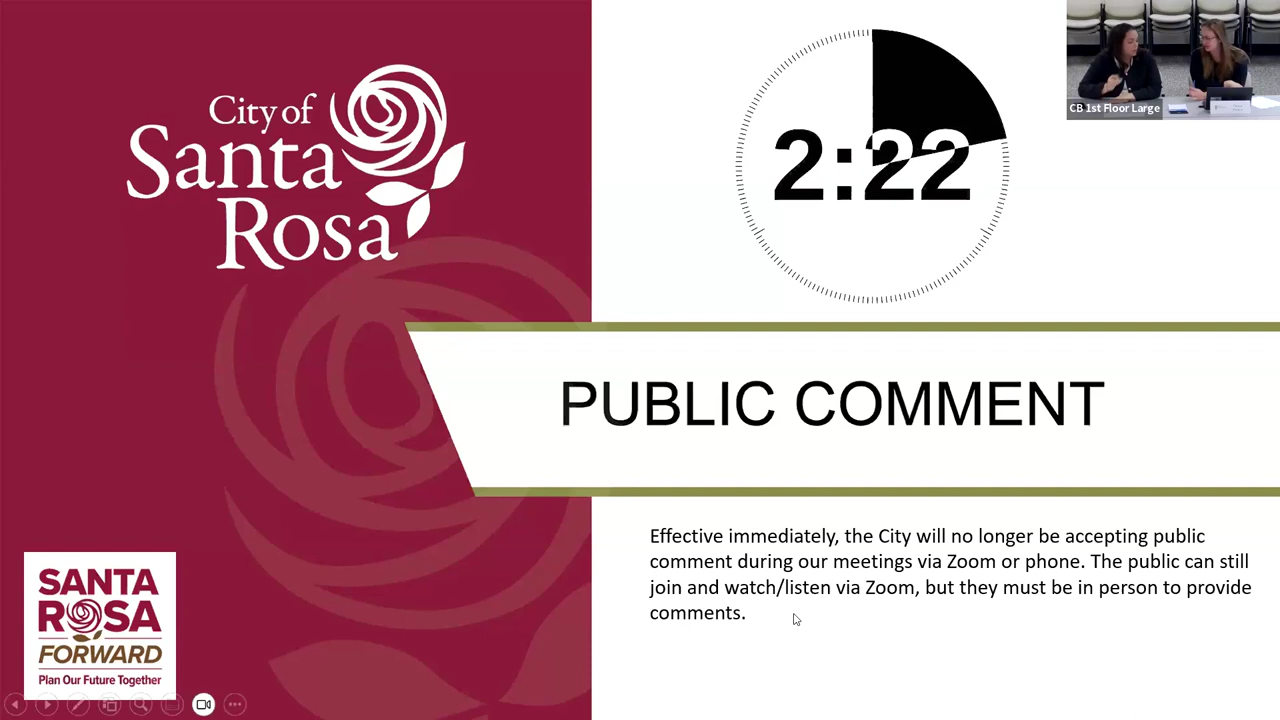 City of
Santa
Rosa
2:22
CB 1st Floor Large
PUBLIC COMMENT
Effective immediately, the City will no longer be accepting public
comment during our meetings via Zoom or phone. The public can still
join and watch/listen via Zoom, but they must be in person to provide
comments.
SANTA
ROSA
FORWARD
Plan Our Future Together